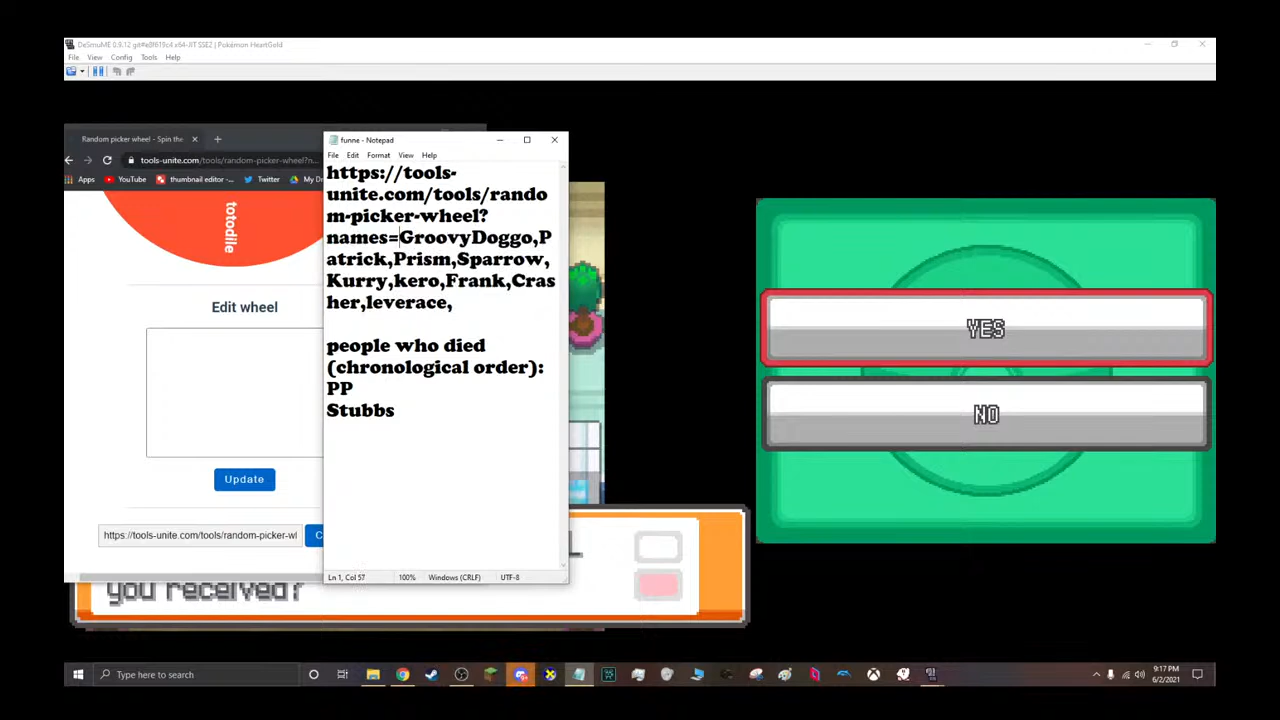 DeSmuME 0.9.12 git#e8f619c4 x64-JIT SSE2 | Pokémon HeartGold
File View Config Tools Help
Random picker wheel - Spin the
tools-unite.com/tools/random-picker-wheel?n...
Apps YouTube thumbnail editor -... Twitter My Dr
totodile
Edit wheel
Update
https://tools-unite.com/tools/random-picker-wl
C
funne - Notepad
File Edit Format View Help
https://tools-
unite.com/tools/rando
m-picker-wheel?
names=GroovyDoggo,P
atrick,Prism,Sparrow,
Kurry,kero,Frank,Cras
her,leverace,
people who died
(chronological order):
PP
Stubbs
Ln 1, Col 57 100% Windows (CRLF) UTF-8
YES
NO
you received?
Type here to search
9:17 PM
6/2/2021